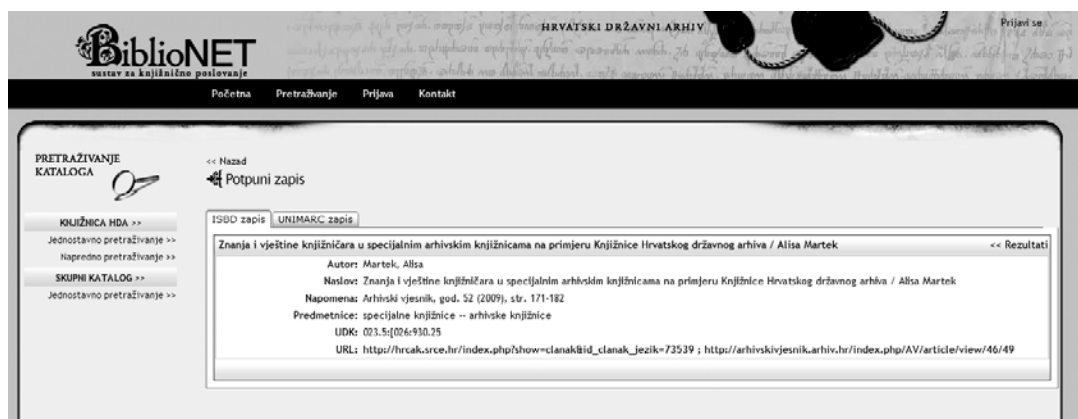 BiblioNET
sustav za knjižnično poslovanje
HRVATSKI DRŽAVNI ARHIV
Prijavi se
Početna Pretraživanje Prijava Kontakt
PRETRAŽIVANJE
KATALOGA
KNJIŽNICA HDA >>
Jednostavno pretraživanje >>
Napredno pretraživanje >>
SKUPNI KATALOG >>
Jednostavno pretraživanje >>
<< Nazad
Potpuni zapis
ISBD zapis UNIMARC zapis
Znanja i vještine knjižničara u specijalnim arhivskim knjižnicama na primjeru Knjižnice Hrvatskog državnog arhiva / Alisa Martek << Rezultati
Autor: Martek, Alisa
Naslov: Znanja i vještine knjižničara u specijalnim arhivskim knjižnicama na primjeru Knjižnice Hrvatskog državnog arhiva / Alisa Martek
Napomena: Arhivski vjesnik, god. 52 (2009), str. 171-182
Predmetnice: specijalne knjižnice -- arhivske knjižnice
UDK: 023.5:[026:930.25
URL: http://hrcak.srce.hr/index.php?show=clanak&id_clanak_jezik=73539 ; http://arhivskivjesnik.arhiv.hr/index.php/AV/article/view/46/49